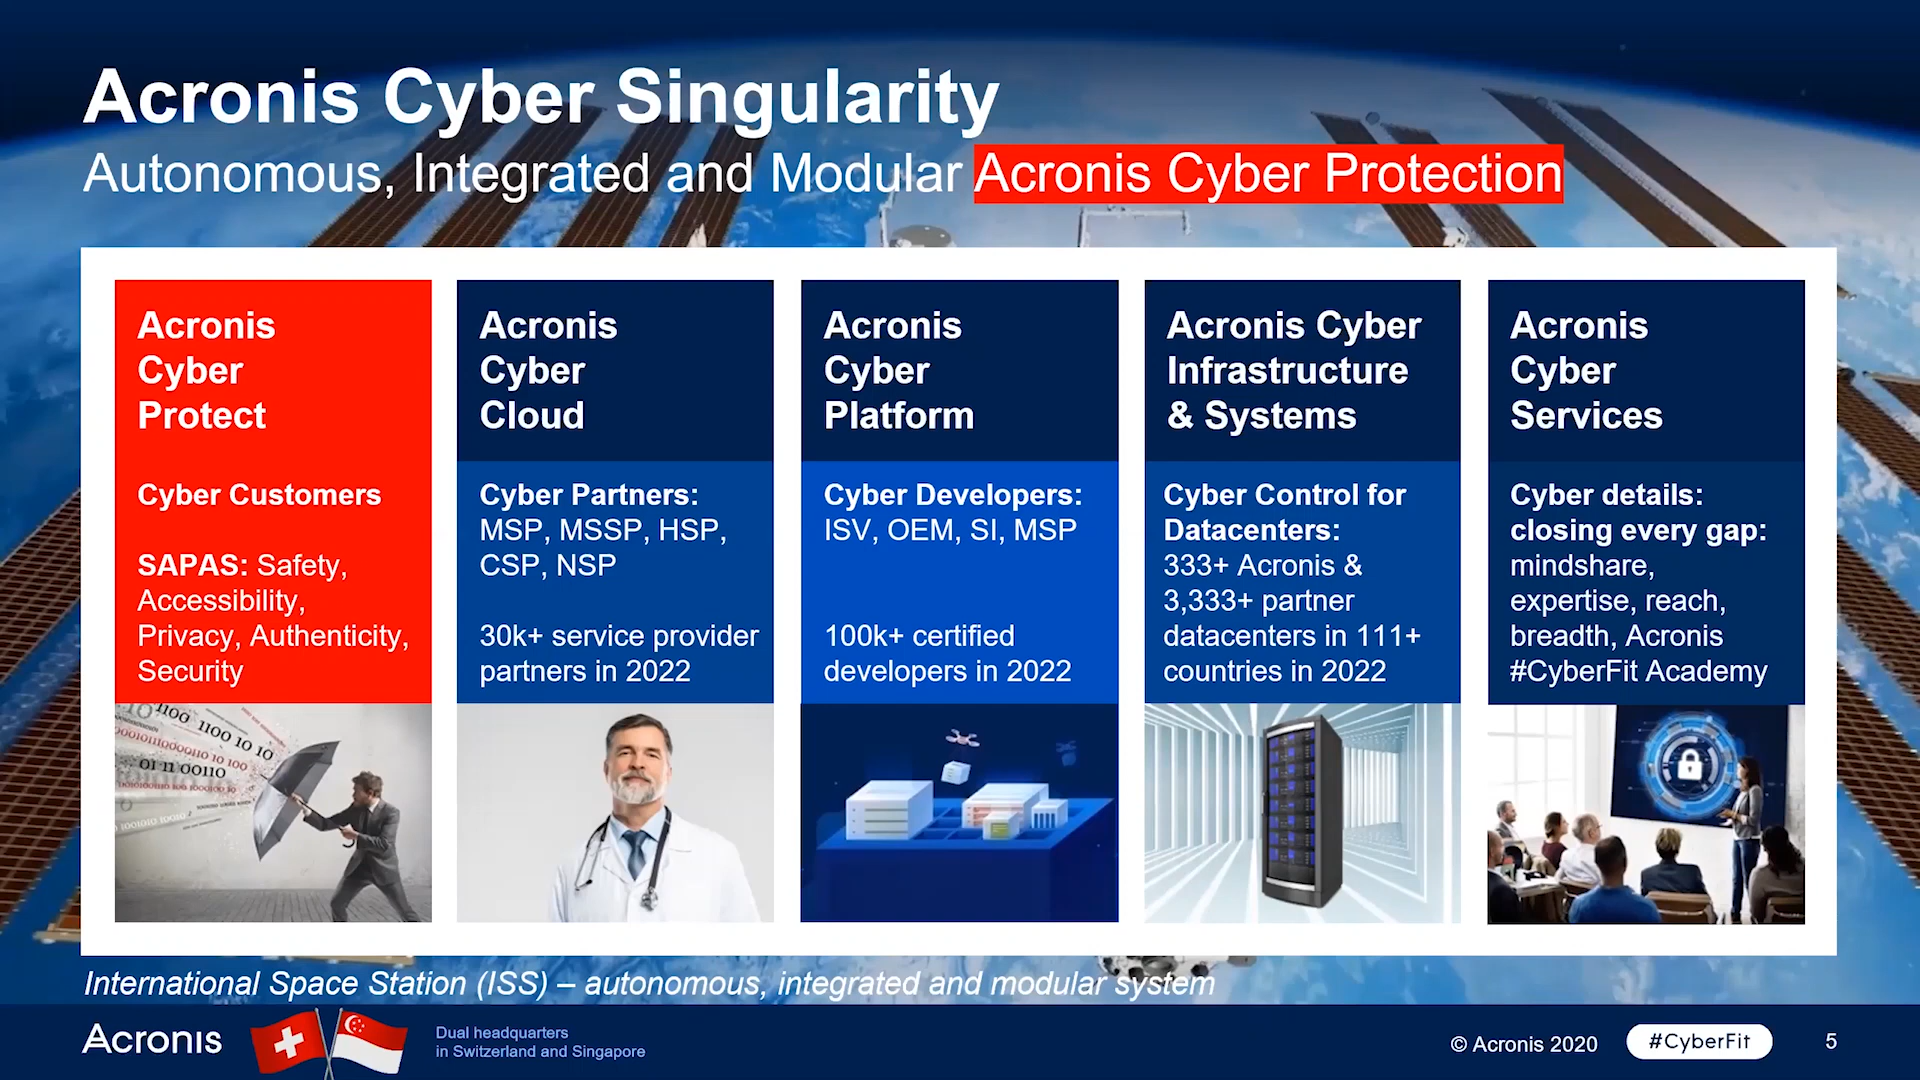 Acronis Cyber Singularity
Autonomous, Integrated and Modular Acronis Cyber Protection
Acronis
Cyber
Protect
Cyber Customers
SAPAS: Safety,
Accessibility,
Privacy, Authenticity,
Security
Acronis
Cyber
Cloud
Cyber Partners:
MSP, MSSP, HSP,
CSP, NSP
30k+ service provider
partners in 2022
Acronis
Cyber
Platform
Cyber Developers:
ISV, OEM, SI, MSP
100k+ certified
developers in 2022
Acronis Cyber
Infrastructure
& Systems
Cyber Control for
Datacenters:
333+ Acronis &
3,333+ partner
datacenters in 111+
countries in 2022
Acronis
Cyber
Services
Cyber details:
closing every gap:
mindshare,
expertise, reach,
breadth, Acronis
#CyberFit Academy
International Space Station (ISS) – autonomous, integrated and modular system
Acronis
Dual headquarters
in Switzerland and Singapore
© Acronis 2020
#CyberFit
5